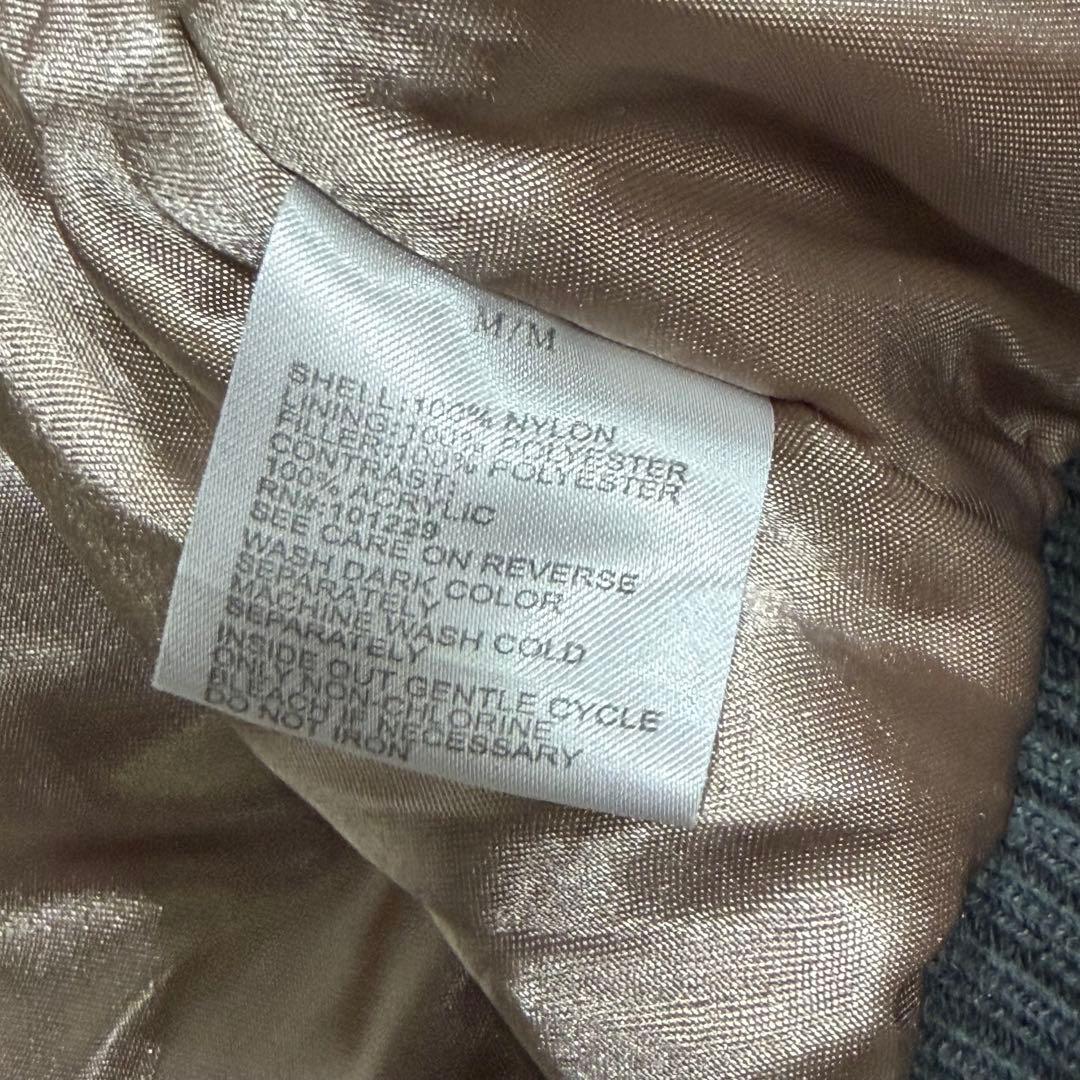 M/M
SHELL:100% NYLON
LINING:100% POLYESTER
FILLER:100% POLYESTER
CONTRAST:
100% ACRYLIC
RN#:101229
SEE CARE ON REVERSE
WASH DARK COLOR
SEPARATELY
MACHINE WASH COLD
SEPARATELY
INSIDE OUT GENTLE CYCLE
ONLY NON-CHLORINE
BLEACH IF NECESSARY
DO NOT IRON